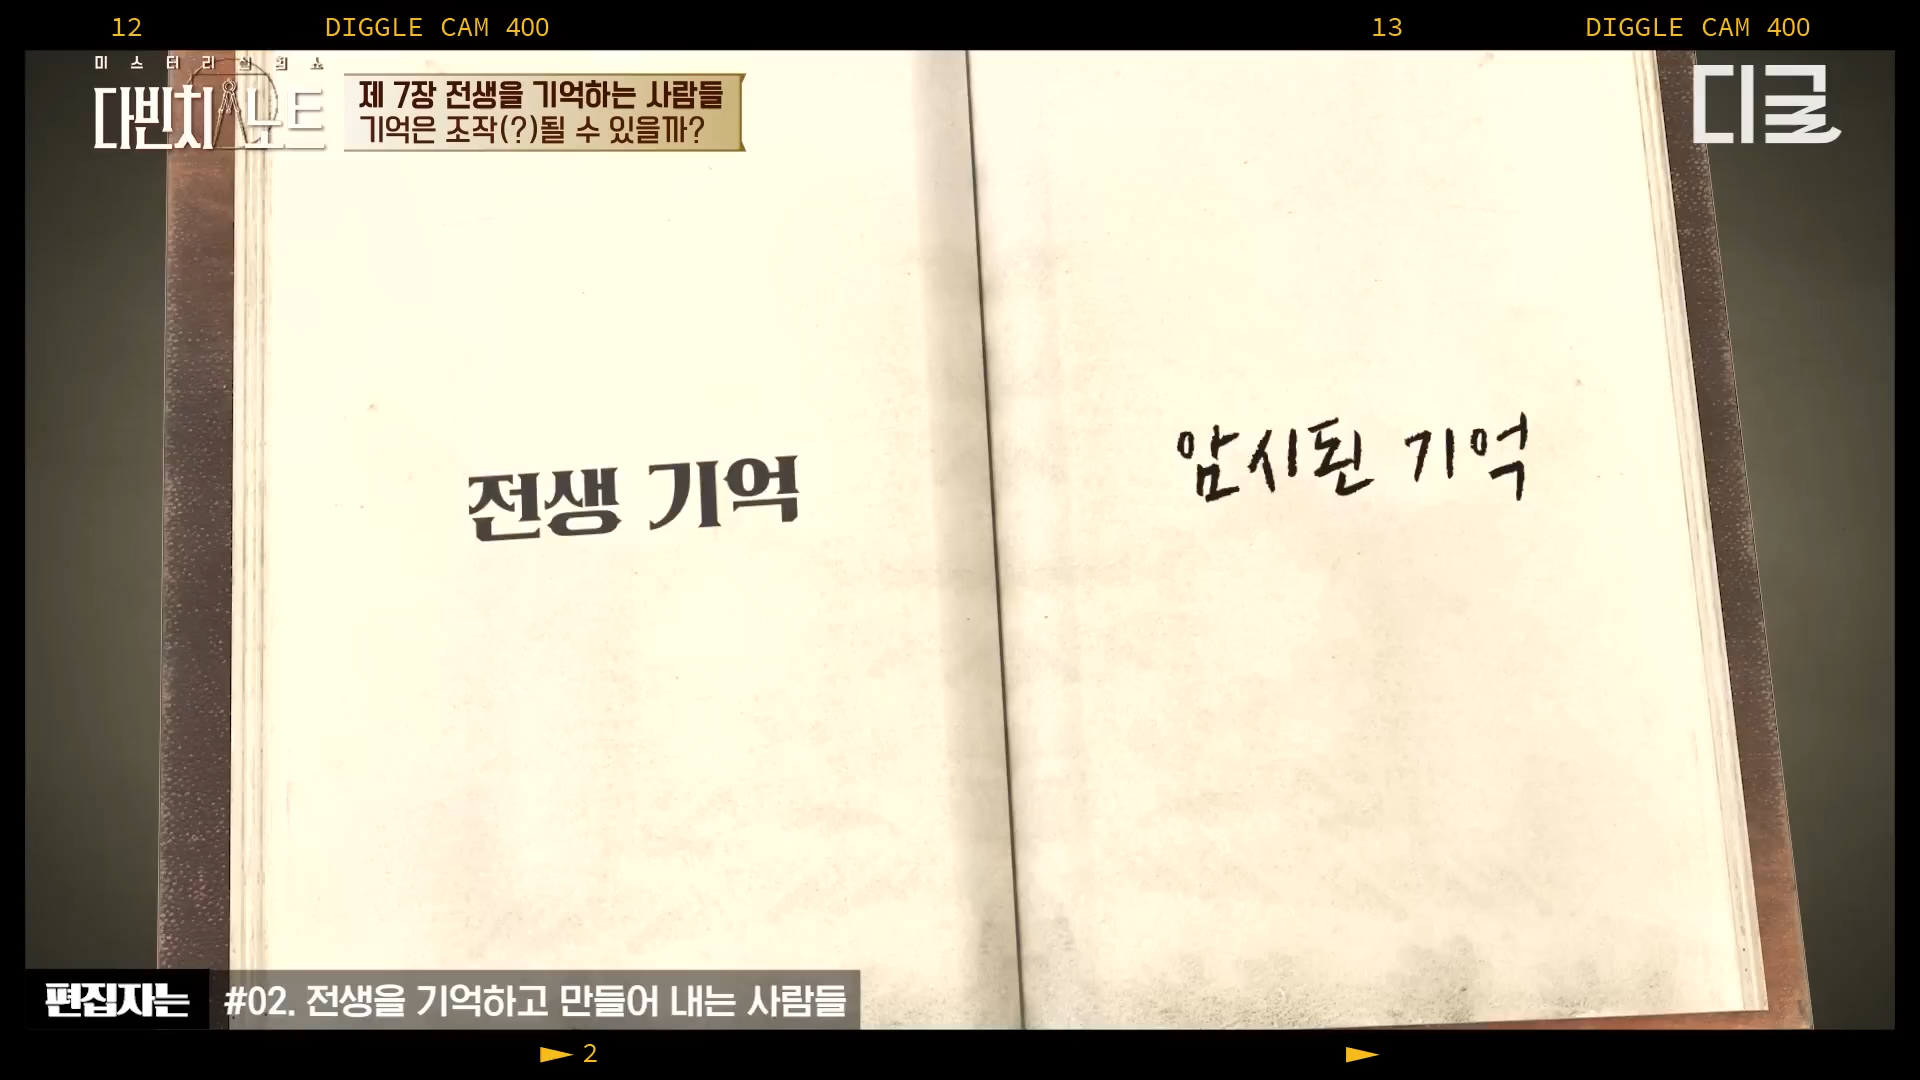 12 DIGGLE CAM 400 13 DIGGLE CAM 400
미스터리 실험쇼
다빈치 노트
제 7장 전생을 기억하는 사람들
기억은 조작(?)될 수 있을까?
디글
전생 기억
암시된 기억
편집자는
#02. 전생을 기억하고 만들어 내는 사람들
2